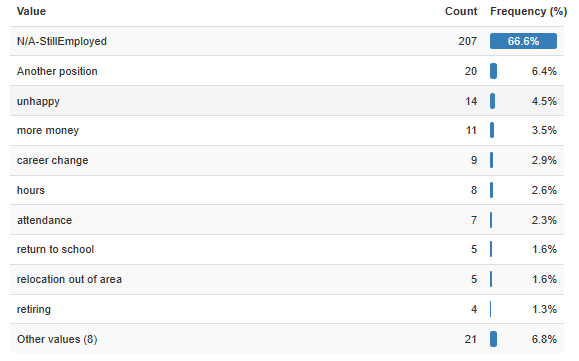 Value Count Frequency (%)
N/A-StillEmployed 207 66.6%
Another position 20 6.4%
unhappy 14 4.5%
more money 11 3.5%
career change 9 2.9%
hours 8 2.6%
attendance 7 2.3%
return to school 5 1.6%
relocation out of area 5 1.6%
retiring 4 1.3%
Other values (8) 21 6.8%